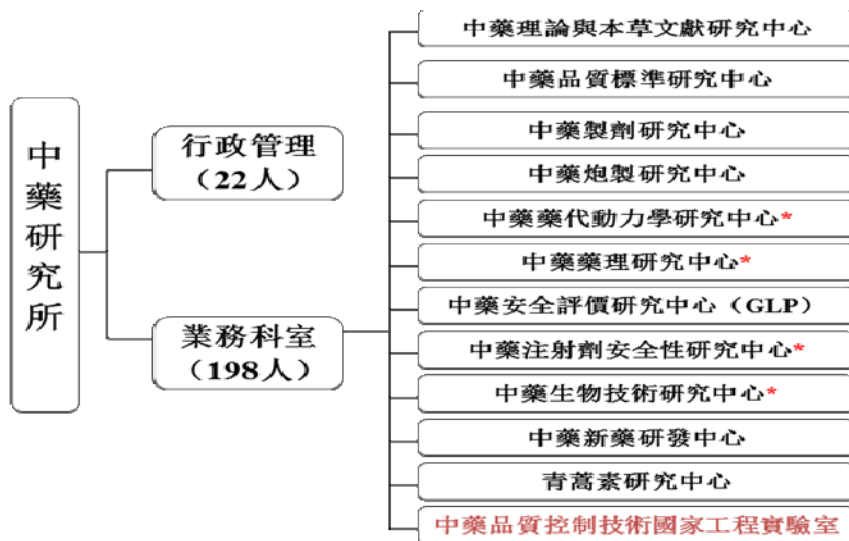 中藥研究所
行政管理
（22人）
業務科室
（198人）
中藥理論與本草文獻研究中心
中藥品質標準研究中心
中藥製劑研究中心
中藥炮製研究中心
中藥藥代動力學研究中心*
中藥藥理研究中心*
中藥安全評價研究中心（GLP）
中藥注射劑安全性研究中心*
中藥生物技術研究中心*
中藥新藥研發中心
青蒿素研究中心
中藥品質控制技術國家工程實驗室